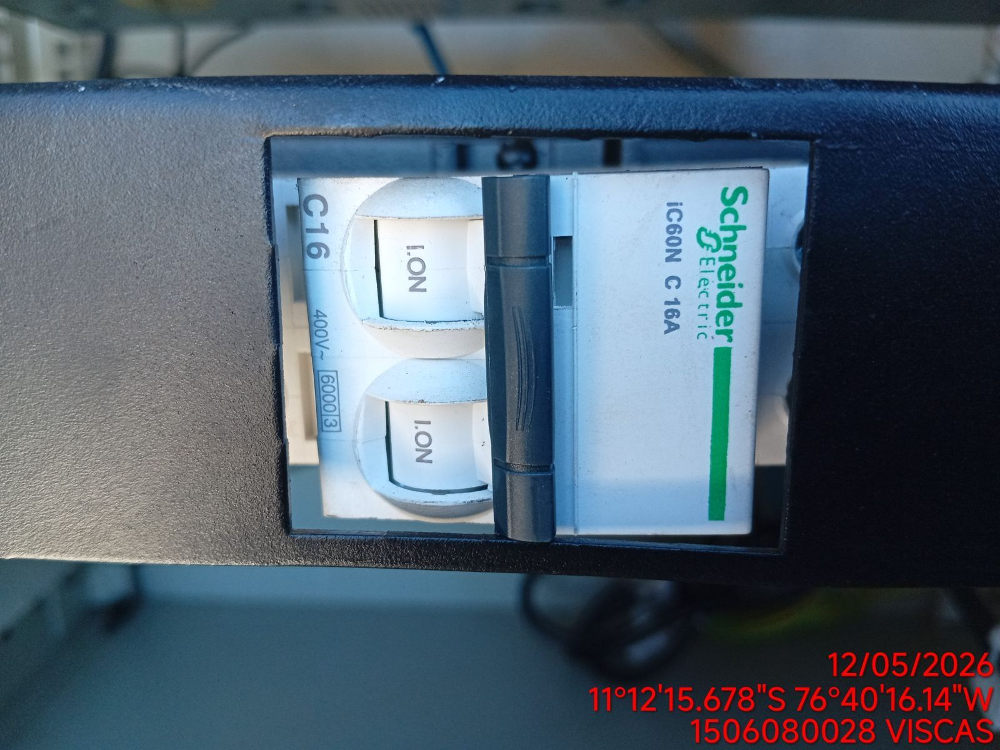 Schneider
Electric
iC60N C 16A
I.ON
I.ON
C16
400V~ 6000 3
12/05/2026
11°12'15.678"S 76°40'16.14"W
1506080028 VISCAS